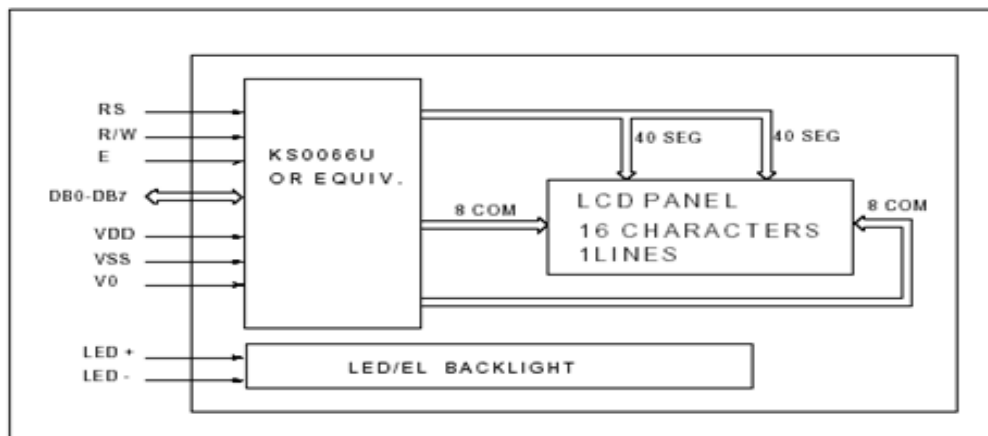 RS
R/W
E
DB0-DB7
VDD
VSS
V0
LED +
LED -
KS0066U
OR EQUIV.
40 SEG
40 SEG
8 COM
8 COM
LCD PANEL
16 CHARACTERS
1LINES
LED/EL BACKLIGHT